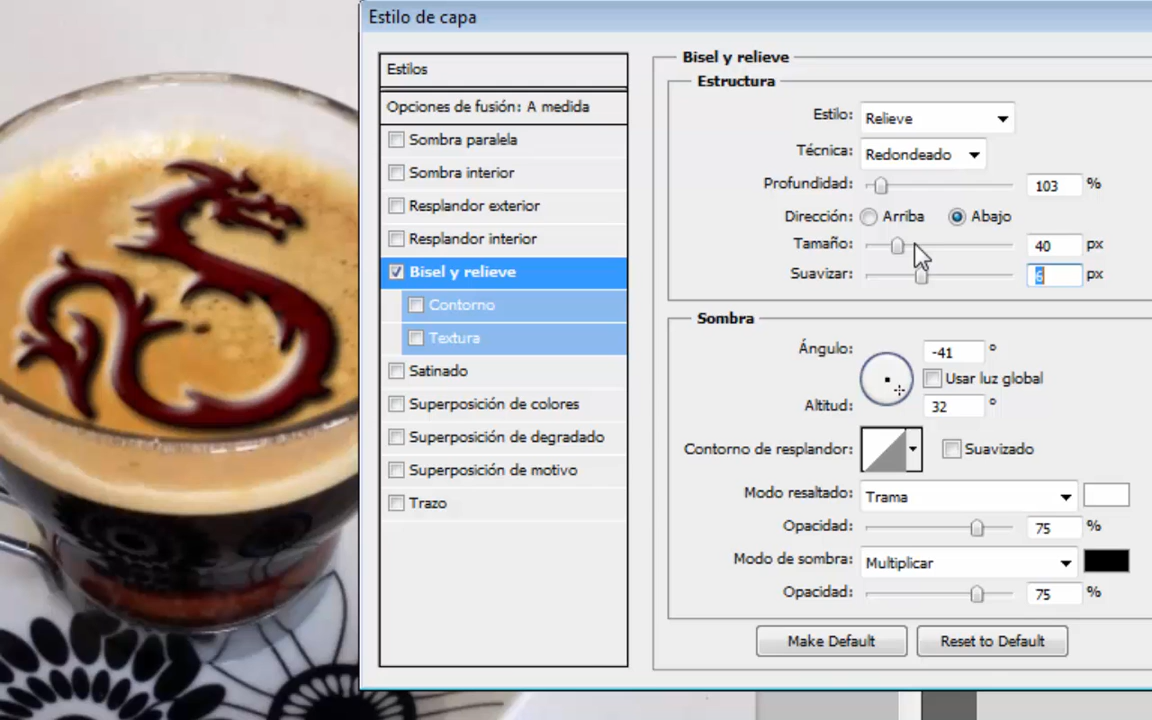 Estilo de capa
Estilos
Opciones de fusión: A medida
Sombra paralela
Sombra interior
Resplandor exterior
Resplandor interior
Bisel y relieve
Contorno
Textura
Satinado
Superposición de colores
Superposición de degradado
Superposición de motivo
Trazo
Bisel y relieve
Estructura
Estilo: Relieve
Técnica: Redondeado
Profundidad: 103 %
Dirección: Arriba Abajo
Tamaño: 40 px
Suavizar: 6 px
Sombra
Ángulo: -41 °
Usar luz global
Altitud: 32 °
Contorno de resplandor: Suavizado
Modo resaltado: Trama
Opacidad: 75 %
Modo de sombra: Multiplicar
Opacidad: 75 %
Make Default Reset to Default